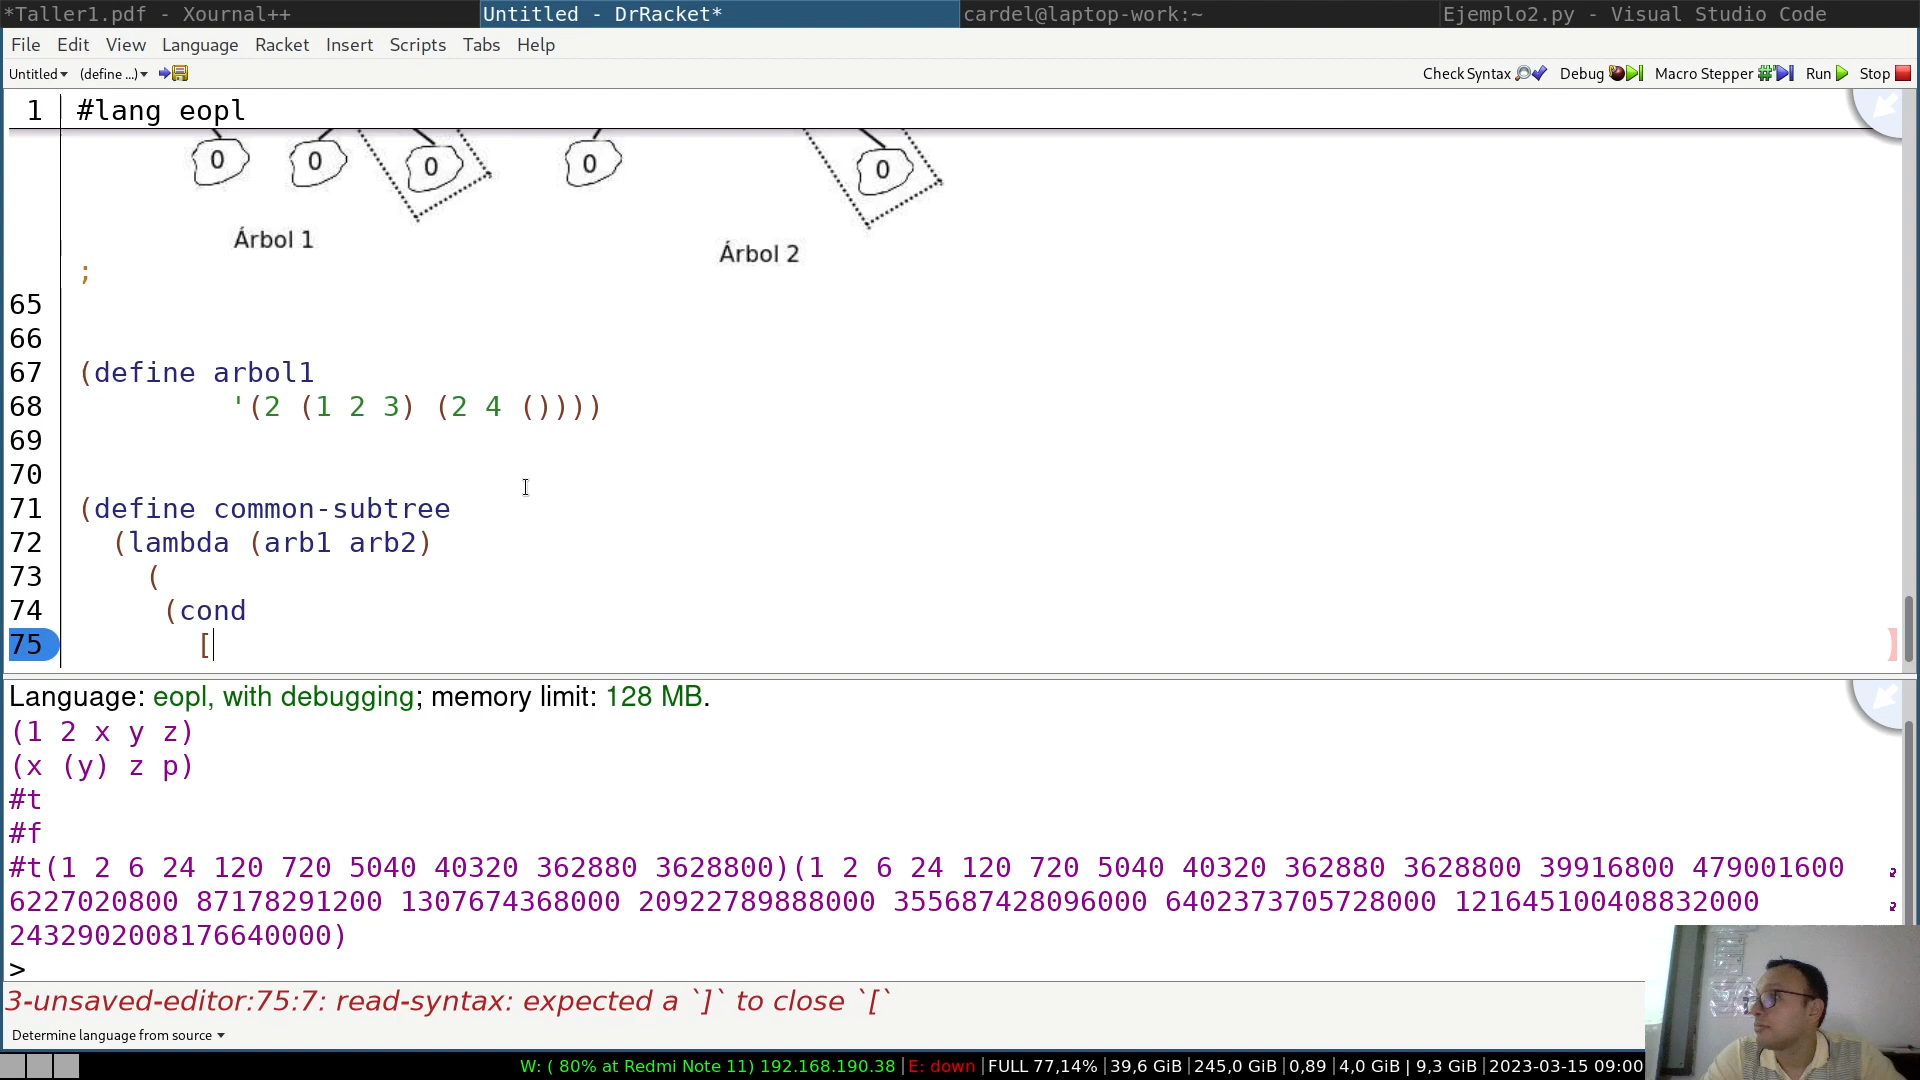 *Taller1.pdf - Xournal++
Untitled - DrRacket*
cardel@laptop-work:~
Ejemplo2.py - Visual Studio Code
File Edit View Language Racket Insert Scripts Tabs Help
Untitled (define ...) Check Syntax Debug Macro Stepper Run Stop
1 #lang eopl
0 0 0 0 0
Árbol 1
Árbol 2
;
65
66
67 (define arbol1
68 '(2 (1 2 3) (2 4 ())))
69
70
71 (define common-subtree
72 (lambda (arb1 arb2)
73 (
74 (cond
75 [
Language: eopl, with debugging; memory limit: 128 MB.
(1 2 x y z)
(x (y) z p)
#t
#f
#t(1 2 6 24 120 720 5040 40320 362880 3628800)(1 2 6 24 120 720 5040 40320 362880 3628800 39916800 479001600
6227020800 87178291200 1307674368000 20922789888000 355687428096000 6402373705728000 121645100408832000
2432902008176640000)
>
3-unsaved-editor:75:7: read-syntax: expected a `]` to close `[`
Determine language from source
W: ( 80% at Redmi Note 11) 192.168.190.38 | E: down | FULL 77,14% | 39,6 GiB | 245,0 GiB | 0,89 | 4,0 GiB | 9,3 GiB | 2023-03-15 09:00